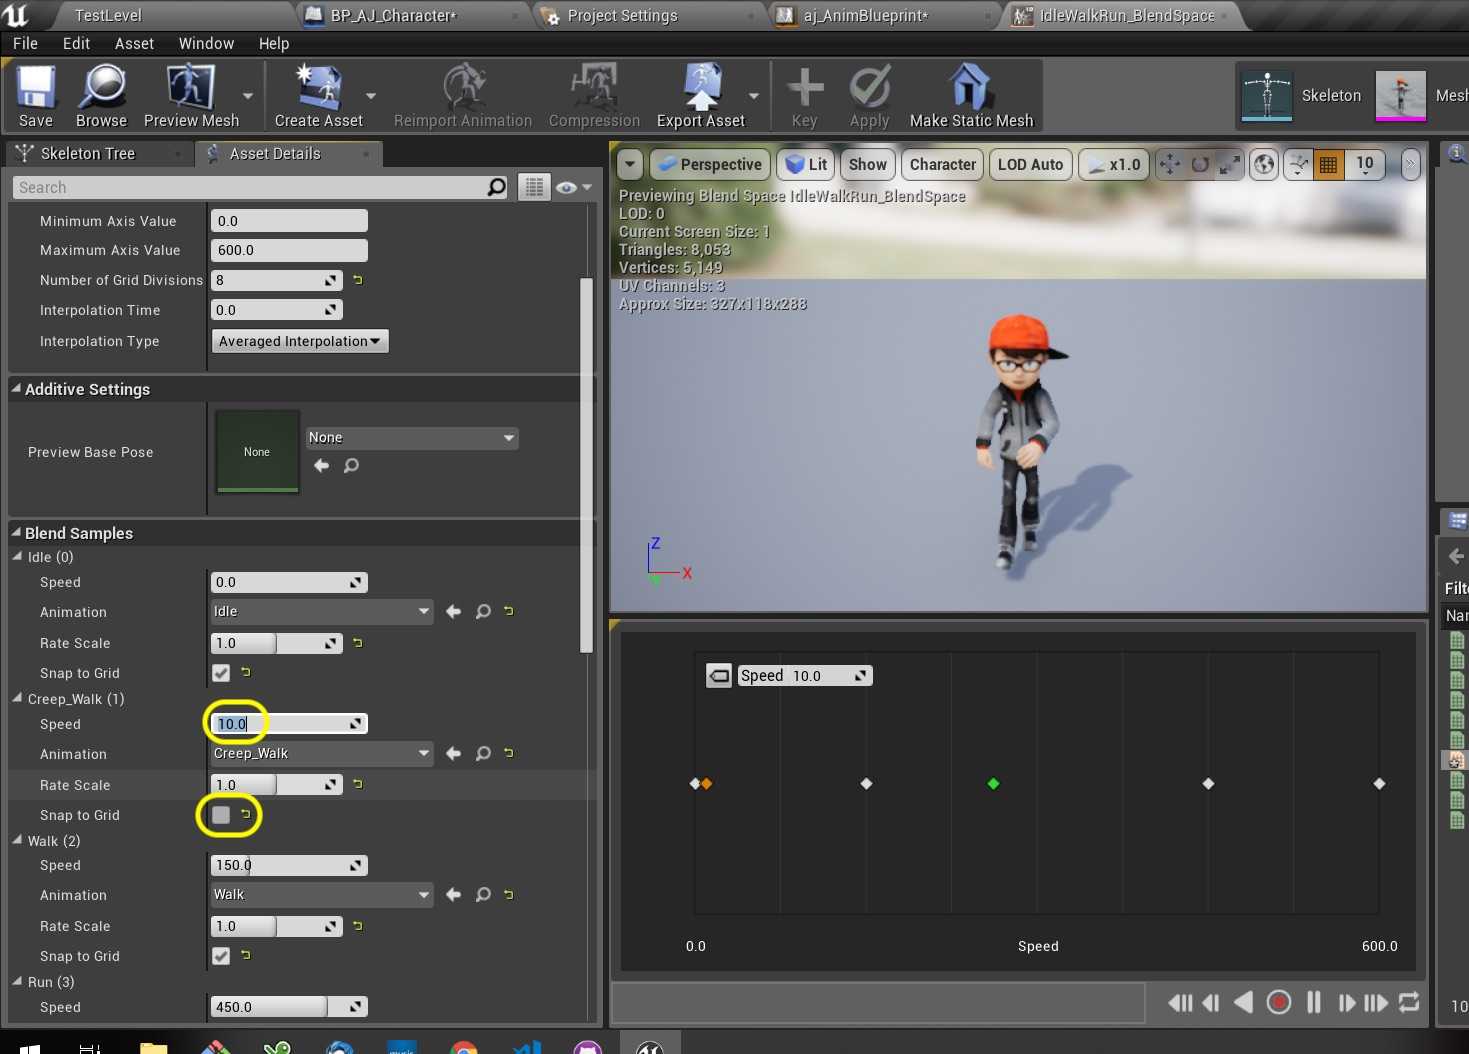 TestLevel
BP_AJ_Character*
Project Settings
aj_AnimBlueprint*
IdleWalkRun_BlendSpace
File Edit Asset Window Help
Save
Browse
Preview Mesh
Create Asset
Reimport Animation
Compression
Export Asset
Key
Apply
Make Static Mesh
Skeleton
Mesh
Skeleton Tree
Asset Details
Search
Minimum Axis Value 0.0
Maximum Axis Value 600.0
Number of Grid Divisions 8
Interpolation Time 0.0
Interpolation Type Averaged Interpolation
Additive Settings
Preview Base Pose None None
Blend Samples
Idle (0)
Speed 0.0
Animation Idle
Rate Scale 1.0
Snap to Grid
Creep_Walk (1)
Speed 10.0
Animation Creep_Walk
Rate Scale 1.0
Snap to Grid
Walk (2)
Speed 150.0
Animation Walk
Rate Scale 1.0
Snap to Grid
Run (3)
Speed 450.0
Perspective Lit Show Character LOD Auto x1.0 10
Previewing Blend Space IdleWalkRun_BlendSpace
LOD: 0
Current Screen Size: 1
Triangles: 8,053
Vertices: 5,149
UV Channels: 3
Approx Size: 327x118x288
Z
X
Speed 10.0
0.0 Speed 600.0
Filte
Nar
10
music